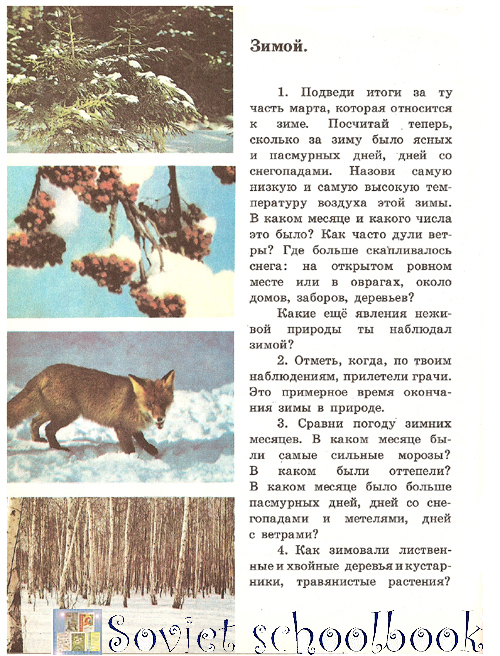 Зимой.
1. Подведи итоги за ту
часть марта, которая относится
к зиме. Посчитай теперь,
сколько за зиму было ясных
и пасмурных дней, дней со
снегопадами. Назови самую
низкую и самую высокую тем-
пературу воздуха этой зимы.
В каком месяце и какого числа
это было? Как часто дули вет-
ры? Где больше скапливалось
снега: на открытом ровном
месте или в оврагах, около
домов, заборов, деревьев?
Какие ещё явления нежи-
вой природы ты наблюдал
зимой?
2. Отметь, когда, по твоим
наблюдениям, прилетели грачи.
Это примерное время оконча-
ния зимы в природе.
3. Сравни погоду зимних
месяцев. В каком месяце бы-
ли самые сильные морозы?
В каком были оттепели?
В каком месяце было больше
пасмурных дней, дней со сне-
гопадами и метелями, дней
с ветрами?
4. Как зимовали листвен-
ные и хвойные деревья и кустар-
ники, травянистые растения?
Soviet schoolbook